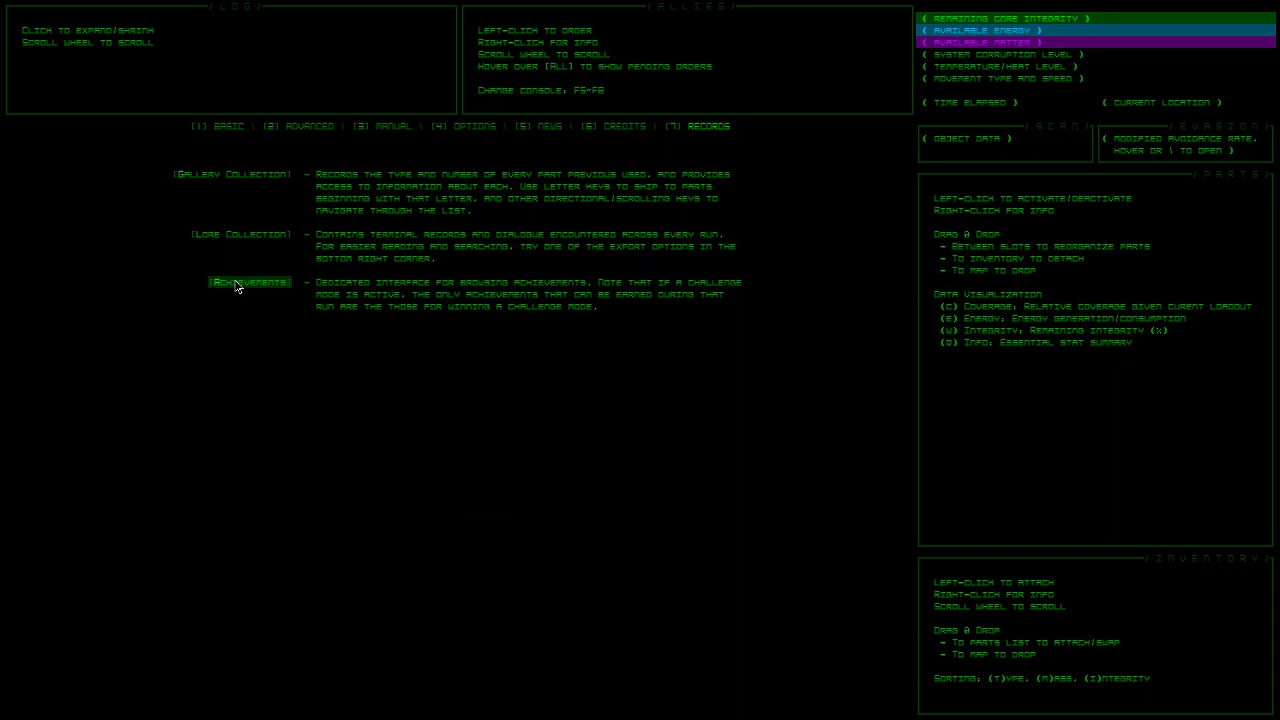 / L O G /
Click to expand/shrink
Scroll wheel to scroll
/ A L L I E S /
Left-click to order
Right-click for info
Scroll wheel to scroll
Hover over [All] to show pending orders
Change console: F5~F8
( Remaining Core Integrity )
( Available Energy )
( Available Matter )
( System Corruption Level )
( Temperature/Heat Level )
( Movement Type and Speed )
( Time Elapsed ) ( Current Location )
[1] Basic \ [2] Advanced \ [3] Manual \ [4] Options \ [5] News \ [6] Credits \ [7] Records
/ S C A N /
( Object Data )
/ E V A S I O N /
( Modified avoidance rate,
hover or \ to open )
[Gallery Collection] - Records the type and number of every part previous used, and provides
access to information about each. Use letter keys to skip to parts
beginning with that letter, and other directional/scrolling keys to
navigate through the list.
[Lore Collection] - Contains terminal records and dialogue encountered across every run.
For easier reading and searching, try one of the export options in the
bottom right corner.
[Achievements] - Dedicated interface for browsing achievements. Note that if a challenge
mode is active, the only achievements that can be earned during that
run are the those for winning a challenge mode.
/ P A R T S /
Left-click to activate/deactivate
Right-click for info
Drag & Drop
- Between slots to reorganize parts
- To inventory to detach
- To map to drop
Data Visualization
(C) Coverage: Relative coverage given curent loadout
(E) Energy: Energy generation/consumption
(W) Integrity: Remaining integrity (%)
(Q) Info: Essential stat summary
/ I N V E N T O R Y /
Left-click to attach
Right-click for info
Scroll wheel to scroll
Drag & Drop
- To parts list to attach/swap
- To map to drop
Sorting: (T)ype, (M)ass, (I)ntegrity